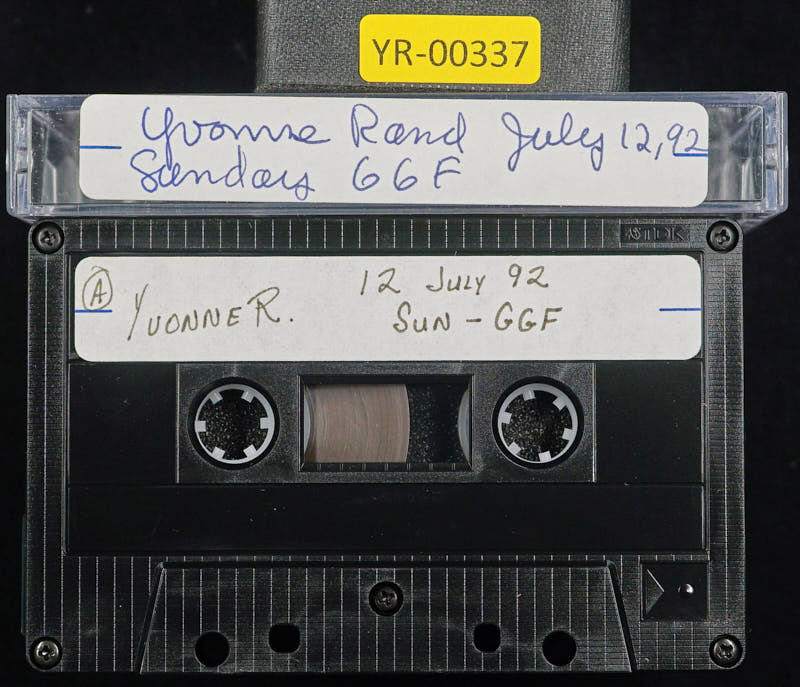 YR-00337
Yvonne Rand July 12, 92
Sunday GGF
TDK
A
Yvonne R. 12 July 92
Sun - GGF